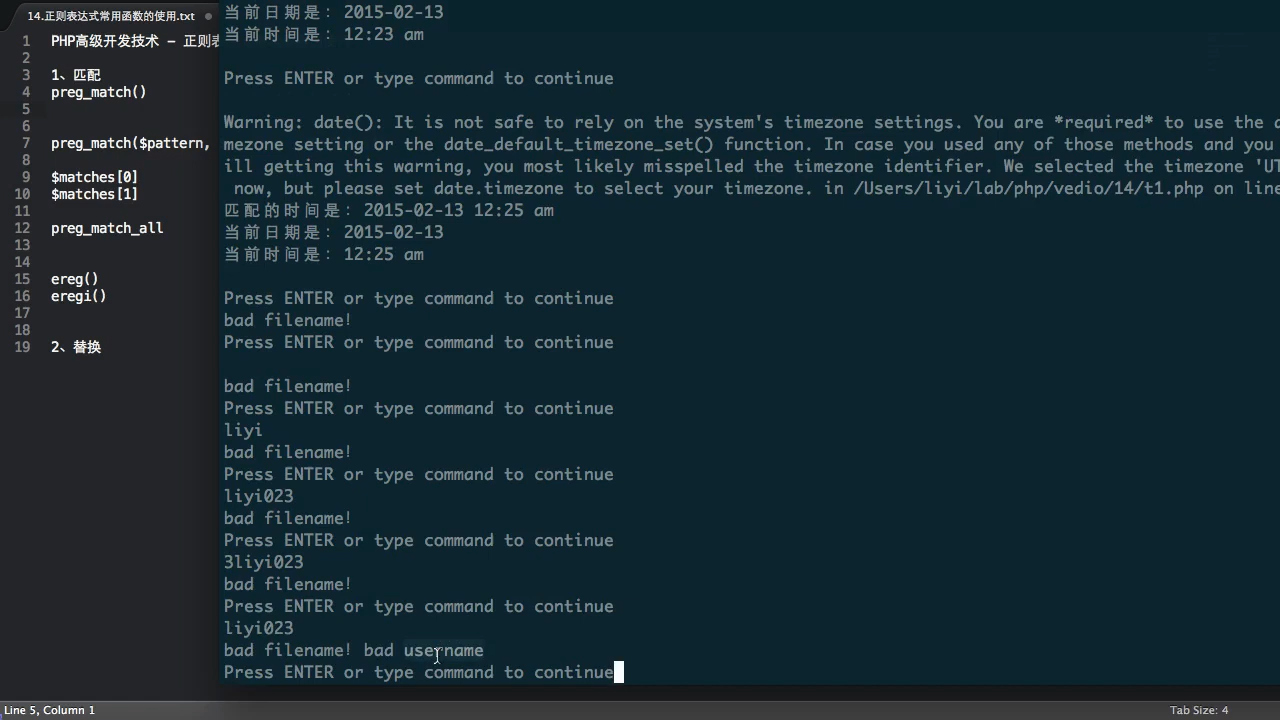 14.正则表达式常用函数的使用.txt
1 PHP高级开发技术 - 正则表
2
3 1、匹配
4 preg_match()
5
6
7 preg_match($pattern,
8
9 $matches[0]
10 $matches[1]
11
12 preg_match_all
13
14
15 ereg()
16 eregi()
17
18
19 2、替换
当前日期是: 2015-02-13
当前时间是: 12:23 am
Press ENTER or type command to continue
Warning: date(): It is not safe to rely on the system's timezone settings. You are *required* to use the d
mezone setting or the date_default_timezone_set() function. In case you used any of those methods and you
ill getting this warning, you most likely misspelled the timezone identifier. We selected the timezone 'UT
now, but please set date.timezone to select your timezone. in /Users/liyi/lab/php/vedio/14/t1.php on line
匹配的时间是: 2015-02-13 12:25 am
当前日期是: 2015-02-13
当前时间是: 12:25 am
Press ENTER or type command to continue
bad filename!
Press ENTER or type command to continue
bad filename!
Press ENTER or type command to continue
liyi
bad filename!
Press ENTER or type command to continue
liyi023
bad filename!
Press ENTER or type command to continue
3liyi023
bad filename!
Press ENTER or type command to continue
liyi023
bad filename! bad username
Press ENTER or type command to continue
Line 5, Column 1
Tab Size: 4